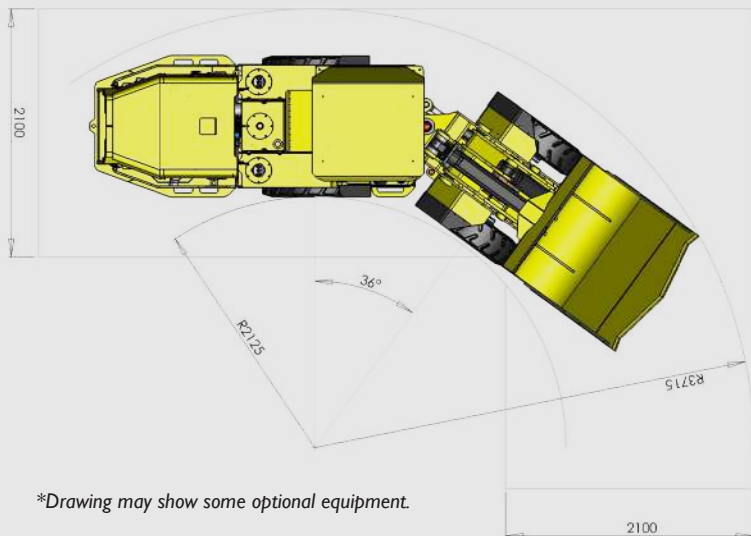 2100
36°
R2125
R3715
*Drawing may show some optional equipment.
2100